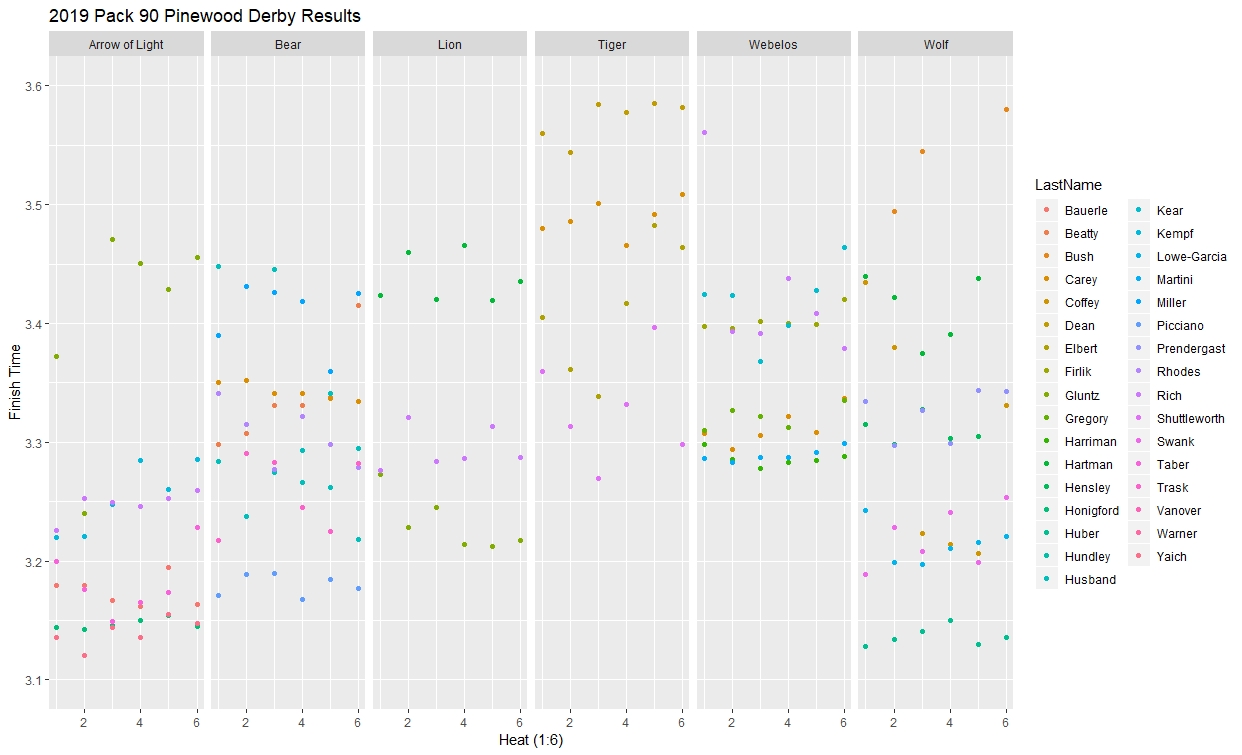 2019 Pack 90 Pinewood Derby Results
Arrow of Light Bear Lion Tiger Webelos Wolf
3.6
3.5
3.4
3.3
3.2
3.1
Finish Time
2 4 6 2 4 6 2 4 6 2 4 6 2 4 6 2 4 6
Heat (1:6)
LastName
Bauerle Kear
Beatty Kempf
Bush Lowe-Garcia
Carey Martini
Coffey Miller
Dean Picciano
Elbert Prendergast
Firlik Rhodes
Gluntz Rich
Gregory Shuttleworth
Harriman Swank
Hartman Taber
Hensley Trask
Honigford Vanover
Huber Warner
Hundley Yaich
Husband